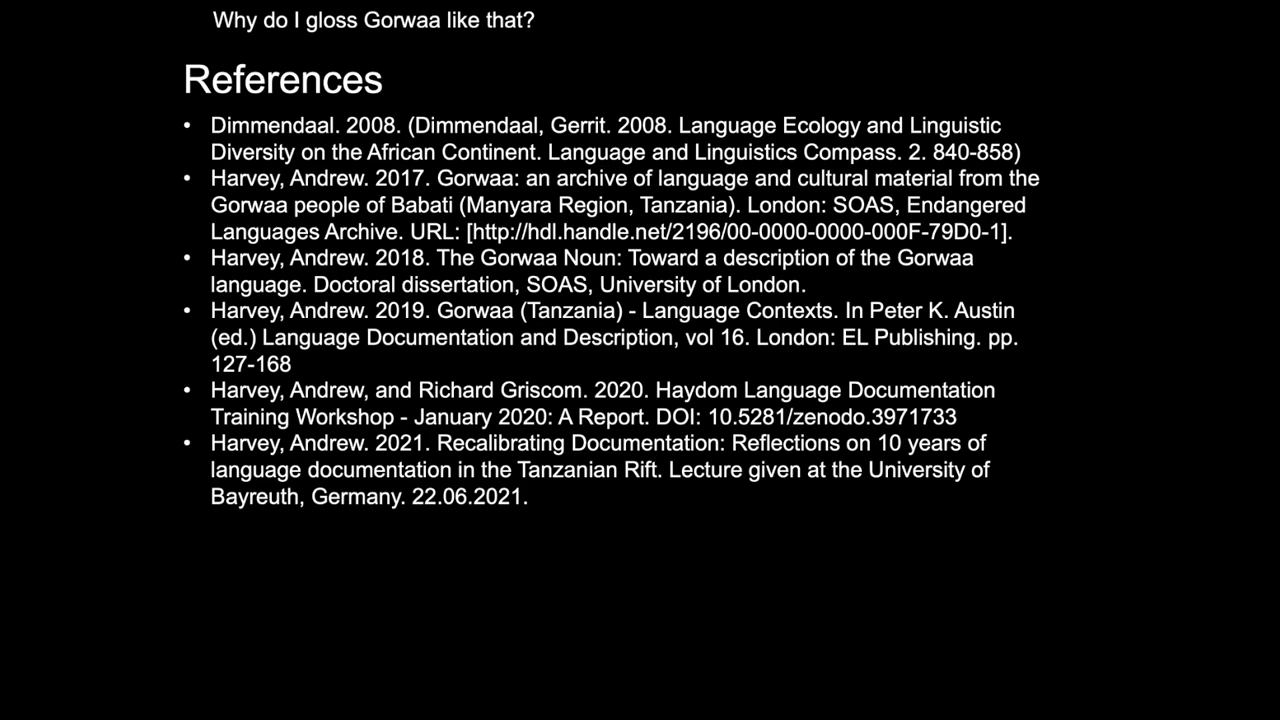 Why do I gloss Gorwaa like that?
References
• Dimmendaal. 2008. (Dimmendaal, Gerrit. 2008. Language Ecology and Linguistic
Diversity on the African Continent. Language and Linguistics Compass. 2. 840-858)
• Harvey, Andrew. 2017. Gorwaa: an archive of language and cultural material from the
Gorwaa people of Babati (Manyara Region, Tanzania). London: SOAS, Endangered
Languages Archive. URL: [http://hdl.handle.net/2196/00-0000-0000-000F-79D0-1].
• Harvey, Andrew. 2018. The Gorwaa Noun: Toward a description of the Gorwaa
language. Doctoral dissertation, SOAS, University of London.
• Harvey, Andrew. 2019. Gorwaa (Tanzania) - Language Contexts. In Peter K. Austin
(ed.) Language Documentation and Description, vol 16. London: EL Publishing. pp.
127-168
• Harvey, Andrew, and Richard Griscom. 2020. Haydom Language Documentation
Training Workshop - January 2020: A Report. DOI: 10.5281/zenodo.3971733
• Harvey, Andrew. 2021. Recalibrating Documentation: Reflections on 10 years of
language documentation in the Tanzanian Rift. Lecture given at the University of
Bayreuth, Germany. 22.06.2021.